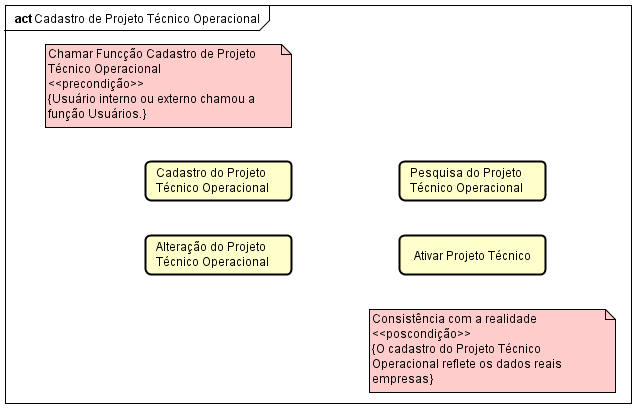 act Cadastro de Projeto Técnico Operacional
Chamar Funcção Cadastro de Projeto
Técnico Operacional
<<precondição>>
{Usuário interno ou externo chamou a
função Usuários.}
Cadastro do Projeto
Técnico Operacional
Pesquisa do Projeto
Técnico Operacional
Alteração do Projeto
Técnico Operacional
Ativar Projeto Técnico
Consistência com a realidade
<<poscondição>>
{O cadastro do Projeto Técnico
Operacional reflete os dados reais
empresas}